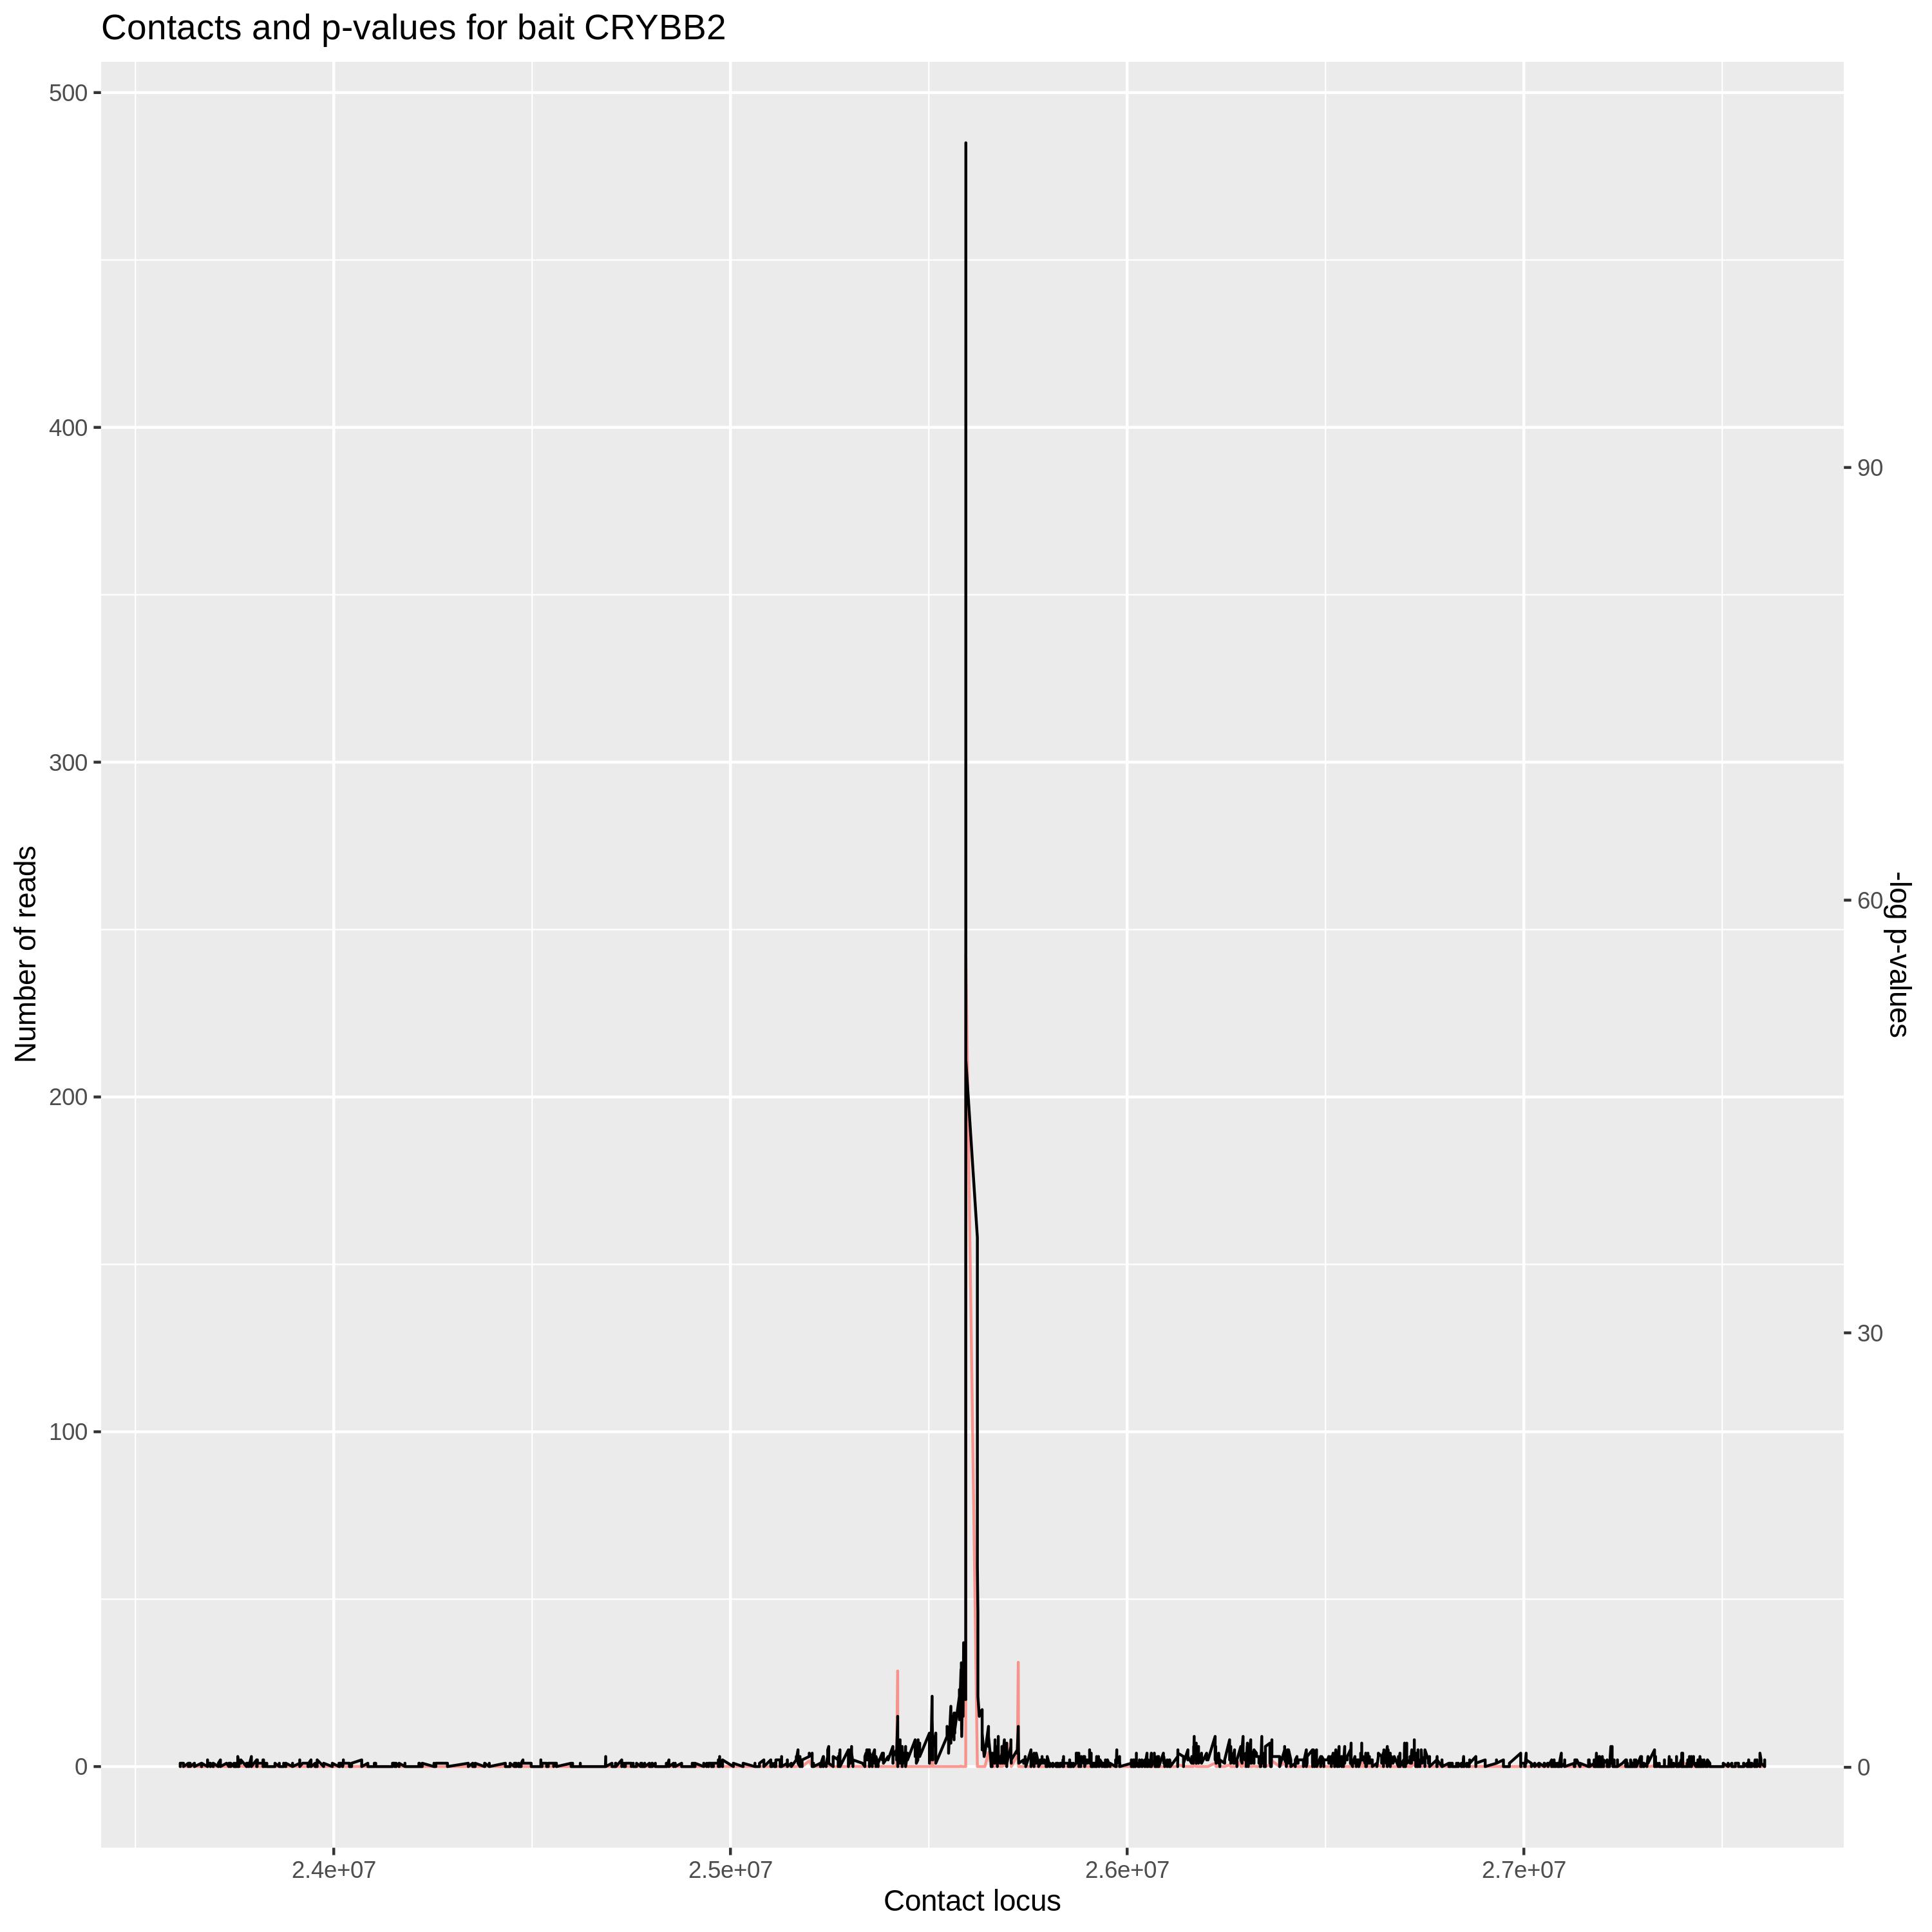 Contacts and p-values for bait CRYBB2
500
400
300
200
100
0
Number of reads
90
60
30
0
-log p-values
2.4e+07
2.5e+07
2.6e+07
2.7e+07
Contact locus